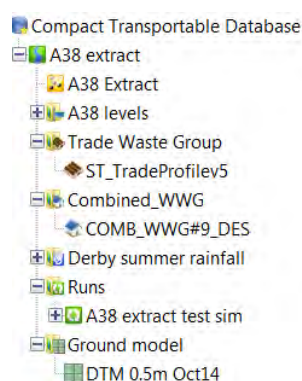 Compact Transportable Database
A38 extract
A38 Extract
A38 levels
Trade Waste Group
ST_TradeProfilev5
Combined_WWG
COMB_WWG#9_DES
Derby summer rainfall
Runs
A38 extract test sim
Ground model
DTM 0.5m Oct14